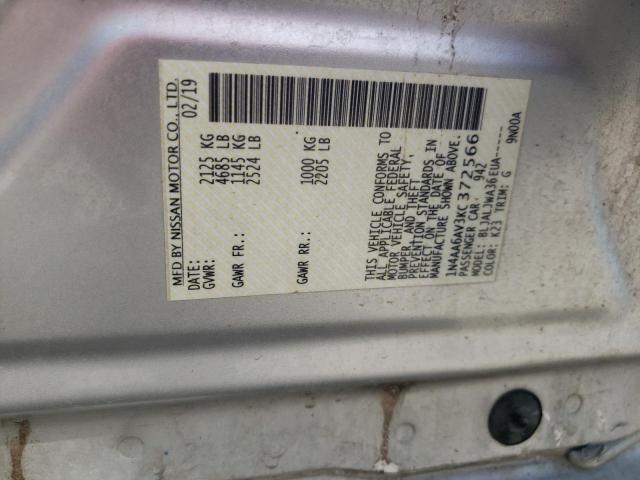 MFD BY NISSAN MOTOR CO., LTD.
DATE: 02/19
GVWR: 2125 KG
4685 LB
GAWR FR: 1145 KG
2524 LB
GAWR RR: 1000 KG
2205 LB
THIS VEHICLE CONFORMS TO
ALL APPLICABLE FEDERAL
MOTOR VEHICLE SAFETY,
BUMPER, AND THEFT
PREVENTION STANDARDS IN
EFFECT ON THE DATE OF
MANUFACTURE SHOWN ABOVE.
1N4AA6AV3KC372566
PASSENGER CAR: 942
MODEL: BLJALJWA36EUA------
COLOR: K23 TRIM: G 9N00A